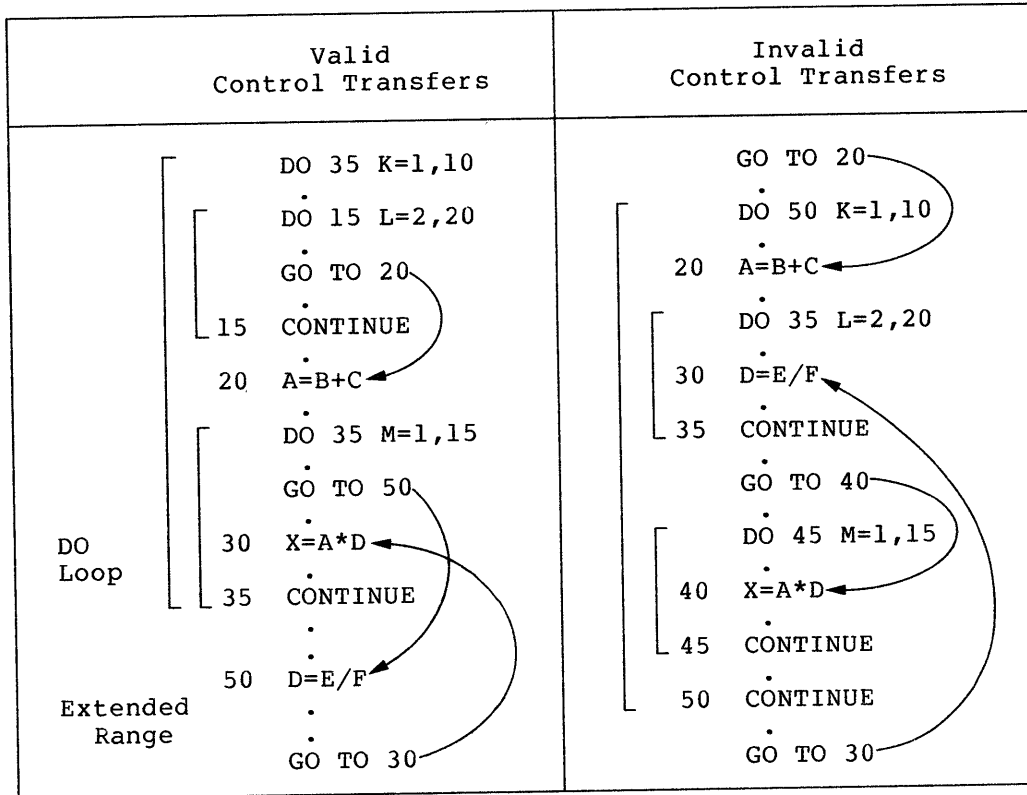 Valid
Control Transfers
DO 35 K=1,10
.
DO 15 L=2,20
.
GO TO 20
.
15 CONTINUE
.
20 A=B+C
.
DO 35 M=1,15
.
GO TO 50
.
30 X=A*D
.
35 CONTINUE
.
.
50 D=E/F
.
.
GO TO 30
DO
Loop
Extended
Range
Invalid
Control Transfers
GO TO 20
.
DO 50 K=1,10
.
20 A=B+C
.
DO 35 L=2,20
.
30 D=E/F
.
35 CONTINUE
.
GO TO 40
.
DO 45 M=1,15
.
40 X=A*D
.
45 CONTINUE
.
50 CONTINUE
.
GO TO 30